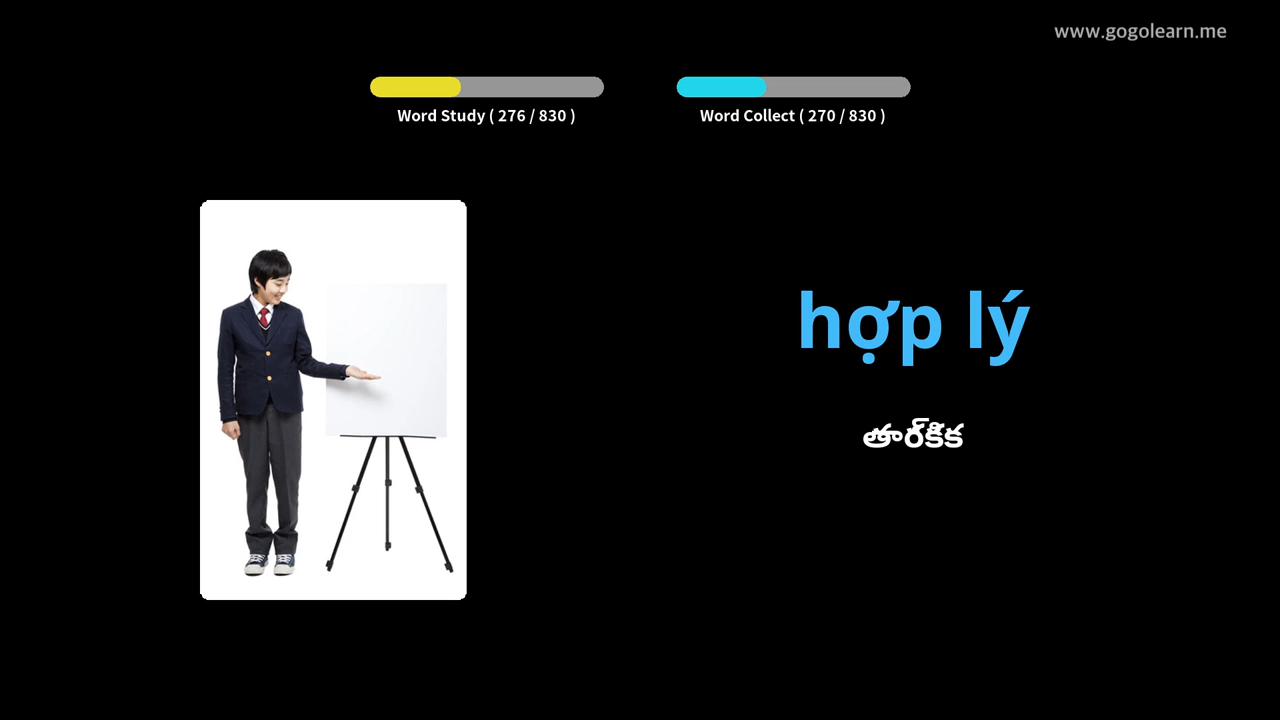 www.gogolearn.me
Word Study ( 276 / 830 )
Word Collect ( 270 / 830 )
hợp lý
తార్కిక